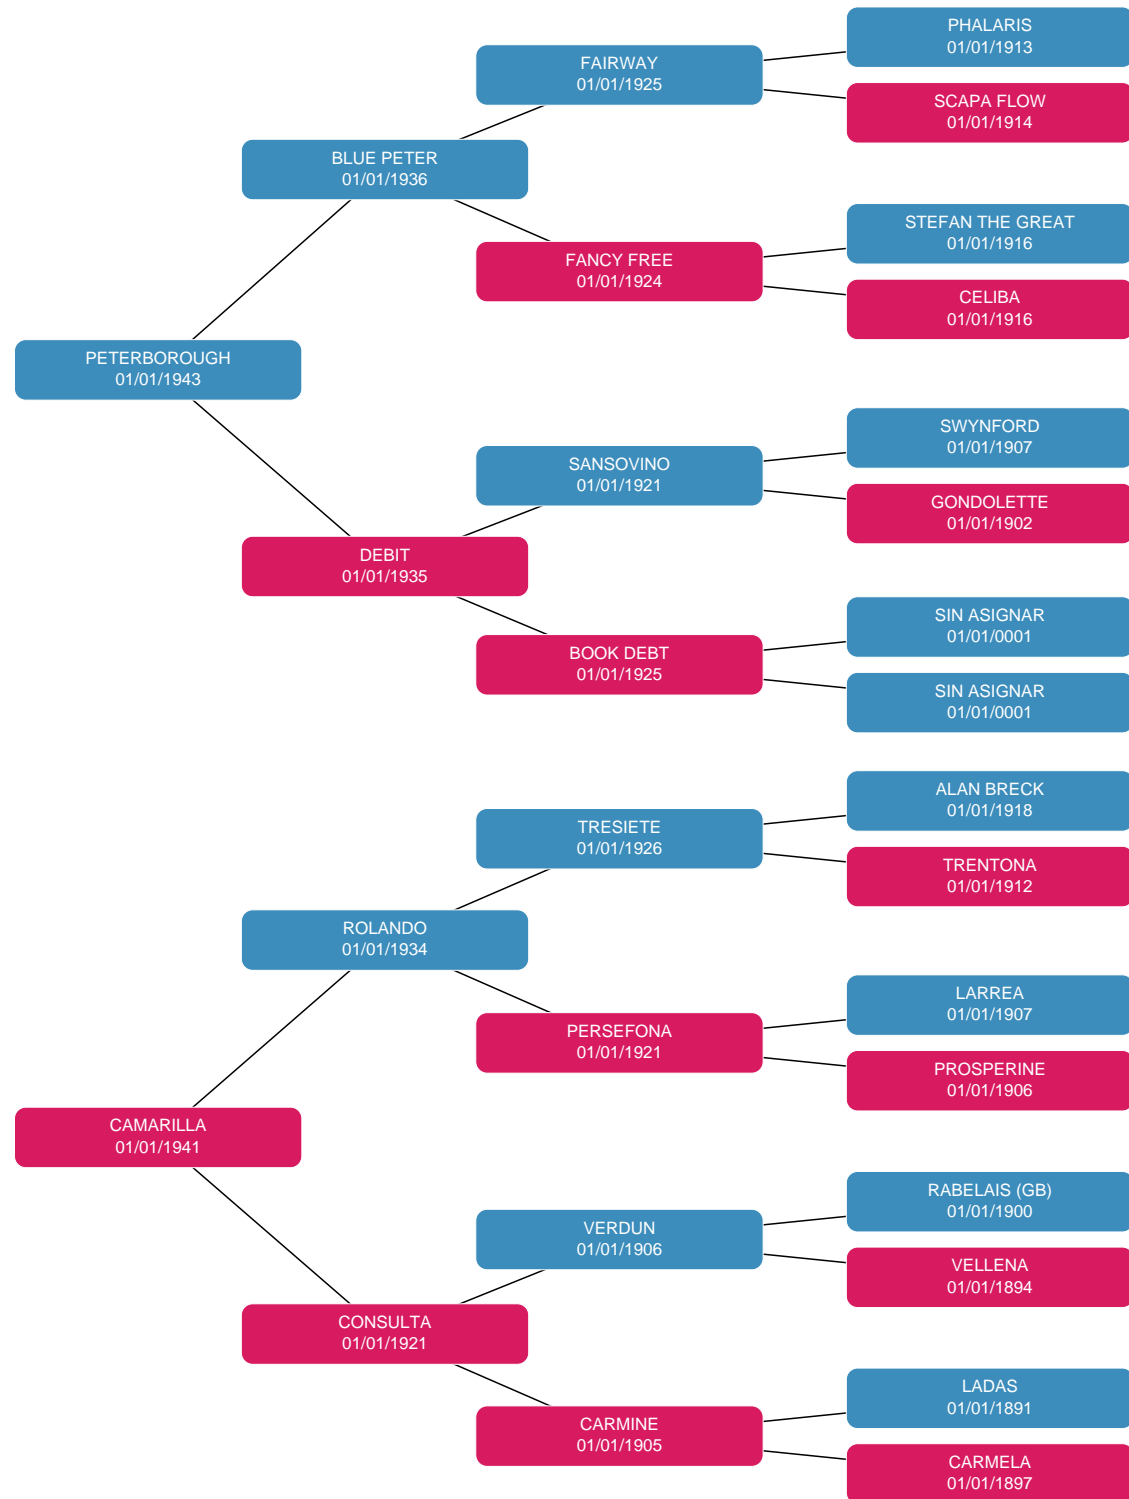 PHALARIS
01/01/1913
FAIRWAY
01/01/1925
SCAPA FLOW
01/01/1914
BLUE PETER
01/01/1936
STEFAN THE GREAT
01/01/1916
FANCY FREE
01/01/1924
CELIBA
01/01/1916
PETERBOROUGH
01/01/1943
SWYNFORD
01/01/1907
SANSOVINO
01/01/1921
GONDOLETTE
01/01/1902
DEBIT
01/01/1935
SIN ASIGNAR
01/01/0001
BOOK DEBT
01/01/1925
SIN ASIGNAR
01/01/0001
ALAN BRECK
01/01/1918
TRESIETE
01/01/1926
TRENTONA
01/01/1912
ROLANDO
01/01/1934
LARREA
01/01/1907
PERSEFONA
01/01/1921
PROSPERINE
01/01/1906
CAMARILLA
01/01/1941
RABELAIS (GB)
01/01/1900
VERDUN
01/01/1906
VELLENA
01/01/1894
CONSULTA
01/01/1921
LADAS
01/01/1891
CARMINE
01/01/1905
CARMELA
01/01/1897